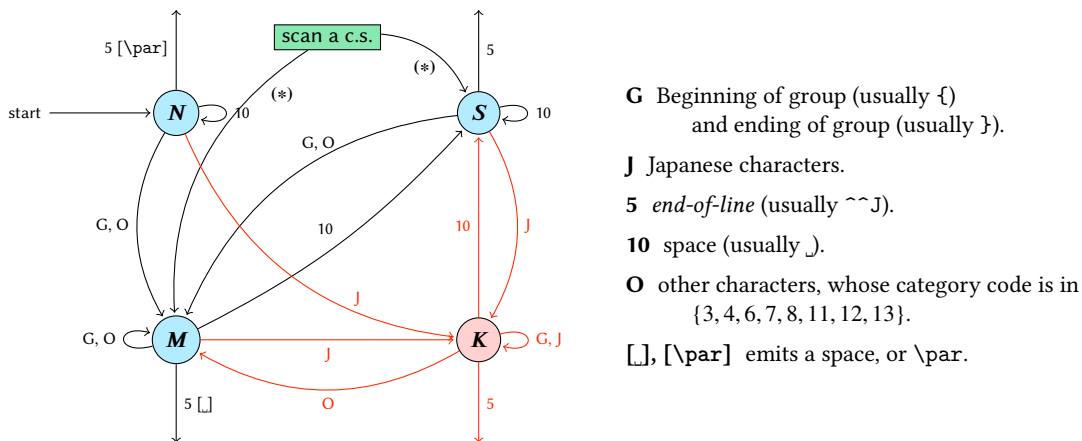 5 [\par]
scan a c.s.
5
(*)
(*)
start
N
10
S
10
G, O
G, O
J
10
10
J
G, O
M
J
J
K
G, J
O
5 [␣]
5
G Beginning of group (usually {)
and ending of group (usually }).
J Japanese characters.
5 end-of-line (usually ^^J).
10 space (usually ␣).
O other characters, whose category code is in
{3, 4, 6, 7, 8, 11, 12, 13}.
[␣], [\par] emits a space, or \par.